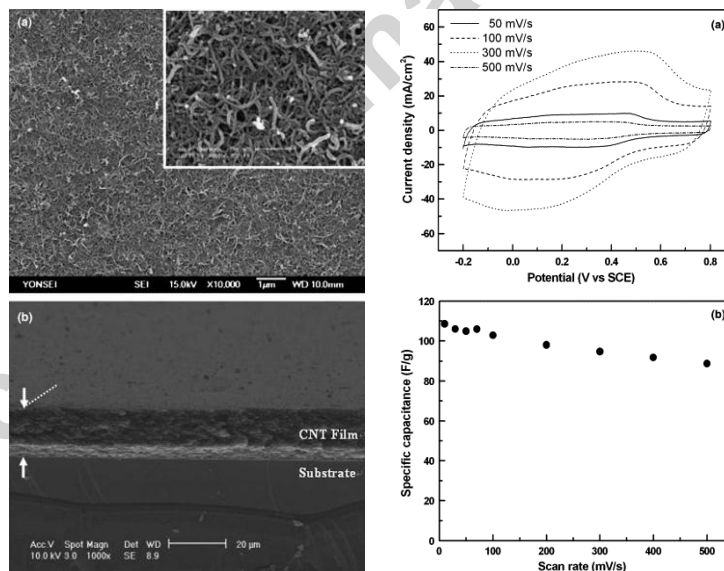 (a)
YONSEI SEI 15.0kV X10,000 1μm WD 10.0mm
(b)
CNT Film
Substrate
Acc.V Spot Magn Det WD
10.0 kV 3.0 1000x SE 8.9 20 μm
(a)
50 mV/s
100 mV/s
300 mV/s
500 mV/s
60
40
20
0
-20
-40
-60
Current density (mA/cm²)
-0.2 0.0 0.2 0.4 0.6 0.8
Potential (V vs SCE)
(b)
120
100
80
60
40
20
0
Specific capacitance (F/g)
0 100 200 300 400 500
Scan rate (mV/s)